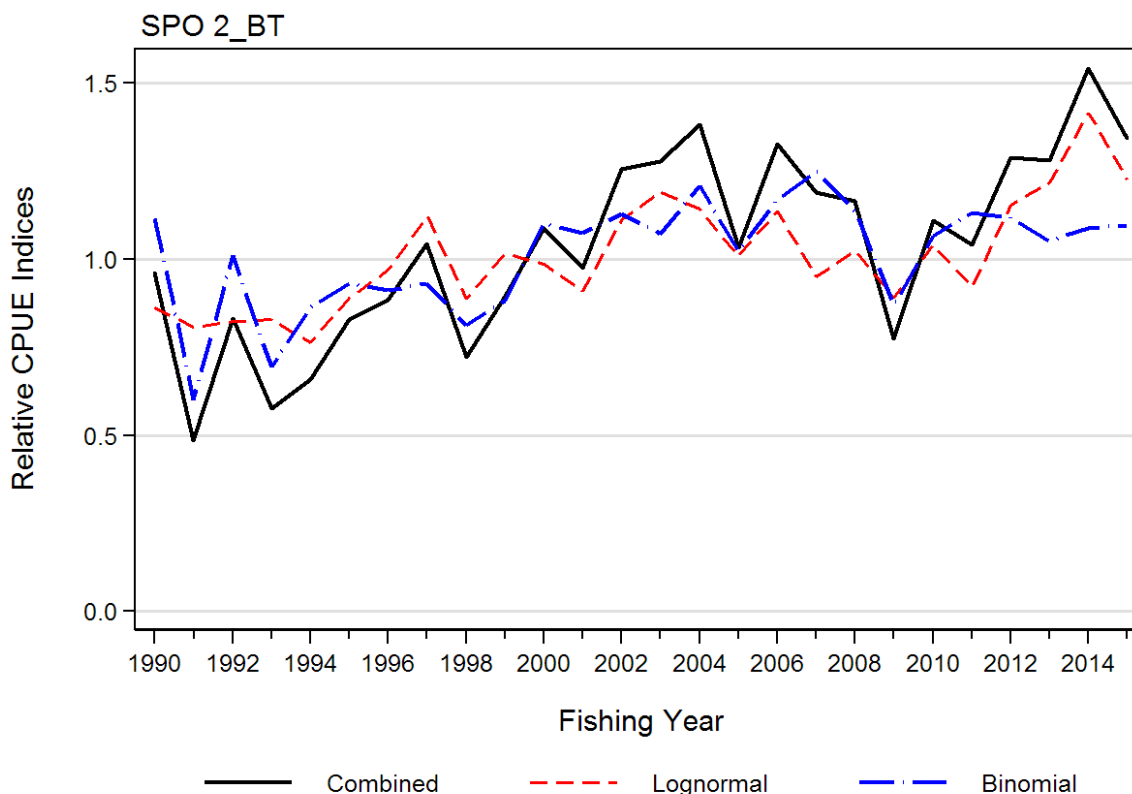 SPO 2_BT
1.5
1.0
0.5
0.0
Relative CPUE Indices
1990 1992 1994 1996 1998 2000 2002 2004 2006 2008 2010 2012 2014
Fishing Year
Combined Lognormal Binomial